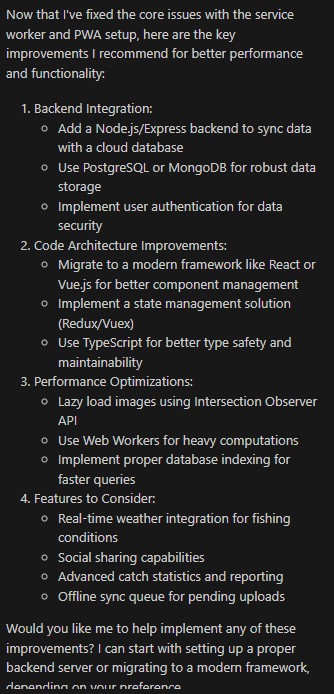 Now that I've fixed the core issues with the service
worker and PWA setup, here are the key
improvements I recommend for better performance
and functionality:
1. Backend Integration:
Add a Node.js/Express backend to sync data
with a cloud database
Use PostgreSQL or MongoDB for robust data
storage
Implement user authentication for data
security
2. Code Architecture Improvements:
Migrate to a modern framework like React or
Vue.js for better component management
Implement a state management solution
(Redux/Vuex)
Use TypeScript for better type safety and
maintainability
3. Performance Optimizations:
Lazy load images using Intersection Observer
API
Use Web Workers for heavy computations
Implement proper database indexing for
faster queries
4. Features to Consider:
Real-time weather integration for fishing
conditions
Social sharing capabilities
Advanced catch statistics and reporting
Offline sync queue for pending uploads
Would you like me to help implement any of these
improvements? I can start with setting up a proper
backend server or migrating to a modern framework,
depending on your preference